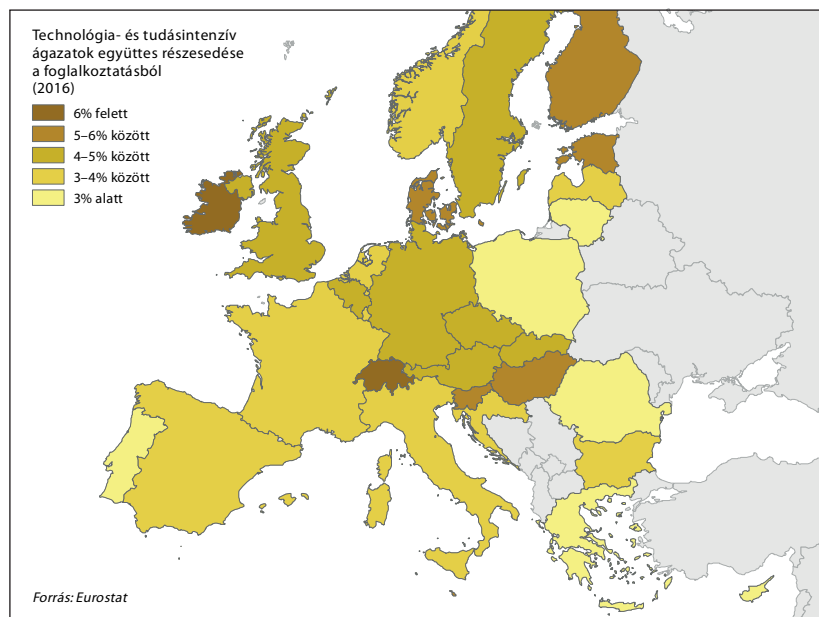 Technológia- és tudásintenzív
ágazatok együttes részesedése
a foglalkoztatásból
(2016)
6% felett
5–6% között
4–5% között
3–4% között
3% alatt
Forrás: Eurostat